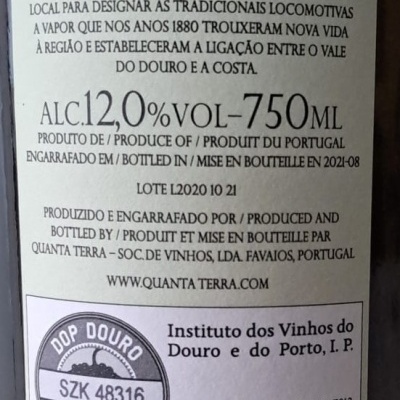 LOCAL PARA DESIGNAR AS TRADICIONAIS LOCOMOTIVAS
A VAPOR QUE NOS ANOS 1880 TROUXERAM NOVA VIDA
À REGIÃO E ESTABELECERAM A LIGAÇÃO ENTRE O VALE
DO DOURO E A COSTA.
ALC.12,0%VOL–750ML
PRODUTO DE / PRODUCE OF / PRODUIT DU PORTUGAL
ENGARRAFADO EM / BOTTLED IN / MISE EN BOUTEILLE EN 2021-08
LOTE L2020 10 21
PRODUZIDO E ENGARRAFADO POR / PRODUCED AND
BOTTLED BY / PRODUIT ET MISE EN BOUTEILLE PAR
QUANTA TERRA – SOC. DE VINHOS, LDA. FAVAIOS, PORTUGAL
WWW.QUANTATERRA.COM
DOP DOURO
SZK 48316
Instituto dos Vinhos do
Douro e do Porto, I. P.